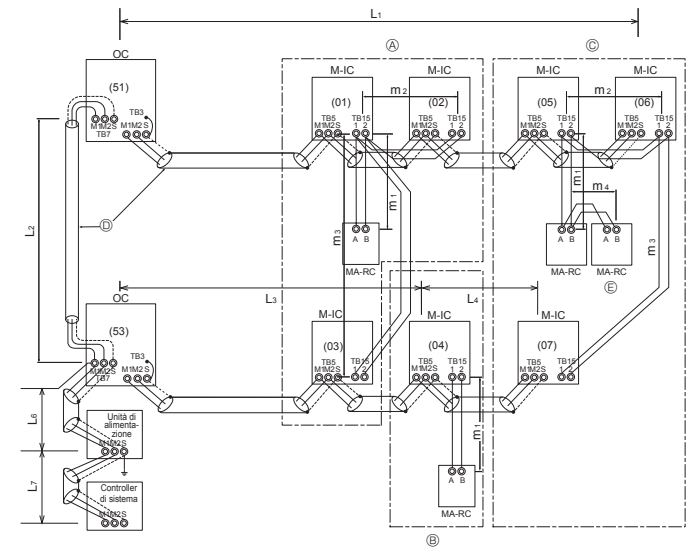 L1
Ⓐ
Ⓒ
OC
(51)
TB3
M1M2S
TB7
M1M2S
M-IC
(01)
TB5
M1M2S
TB15
1 2
m2
M-IC
(02)
TB5
M1M2S
TB15
1 2
M-IC
(05)
TB5
M1M2S
TB15
1 2
m2
M-IC
(06)
TB5
M1M2S
TB15
1 2
L2
Ⓓ
m1
m3
A B
MA-RC
m1
m4
m3
A B
MA-RC
A B
MA-RC
Ⓔ
L3
L4
OC
(53)
TB3
M1M2S
TB7
M1M2S
M-IC
(03)
TB5
M1M2S
TB15
1 2
M-IC
(04)
TB5
M1M2S
TB15
1 2
M-IC
(07)
TB5
M1M2S
TB15
1 2
L6
Unità di
alimenta-
zione
M1M2S
m1
L7
Controller
di sistema
M1M2S
A B
MA-RC
Ⓑ